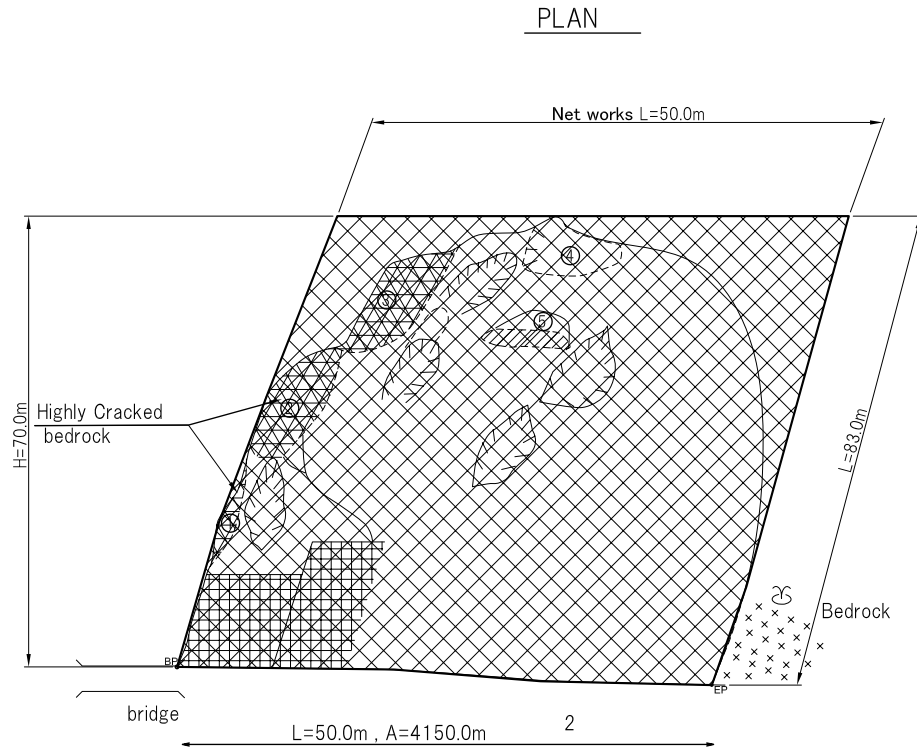 PLAN
Net works L=50.0m
④
③
⑤
②
Highly Cracked
bedrock
H=70.0m
L=83.0m
①
Bedrock
BP
EP
bridge
2
L=50.0m , A=4150.0m